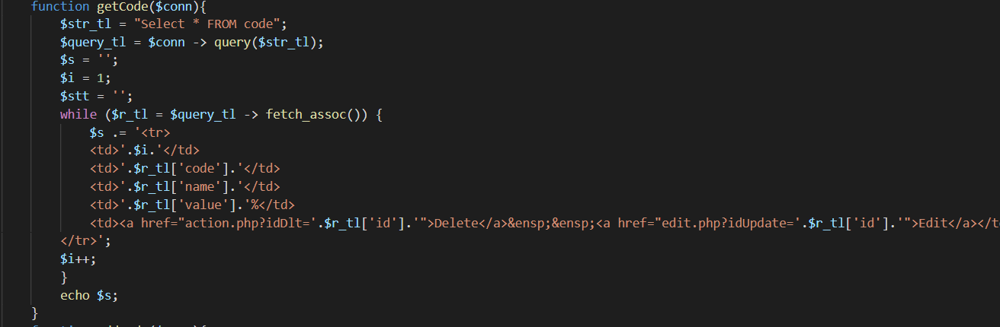 function getCode($conn){
$str_tl = "Select * FROM code";
$query_tl = $conn -> query($str_tl);
$s = '';
$i = 1;
$stt = '';
while ($r_tl = $query_tl -> fetch_assoc()) {
$s .= '<tr>
<td>'.$i.'</td>
<td>'.$r_tl['code'].'</td>
<td>'.$r_tl['name'].'</td>
<td>'.$r_tl['value'].'%</td>
<td><a href="action.php?idDlt='.$r_tl['id'].'">Delete</a>&ensp;&ensp;<a href="edit.php?idUpdate='.$r_tl['id'].'">Edit</a></t
</tr>';
$i++;
}
echo $s;
}